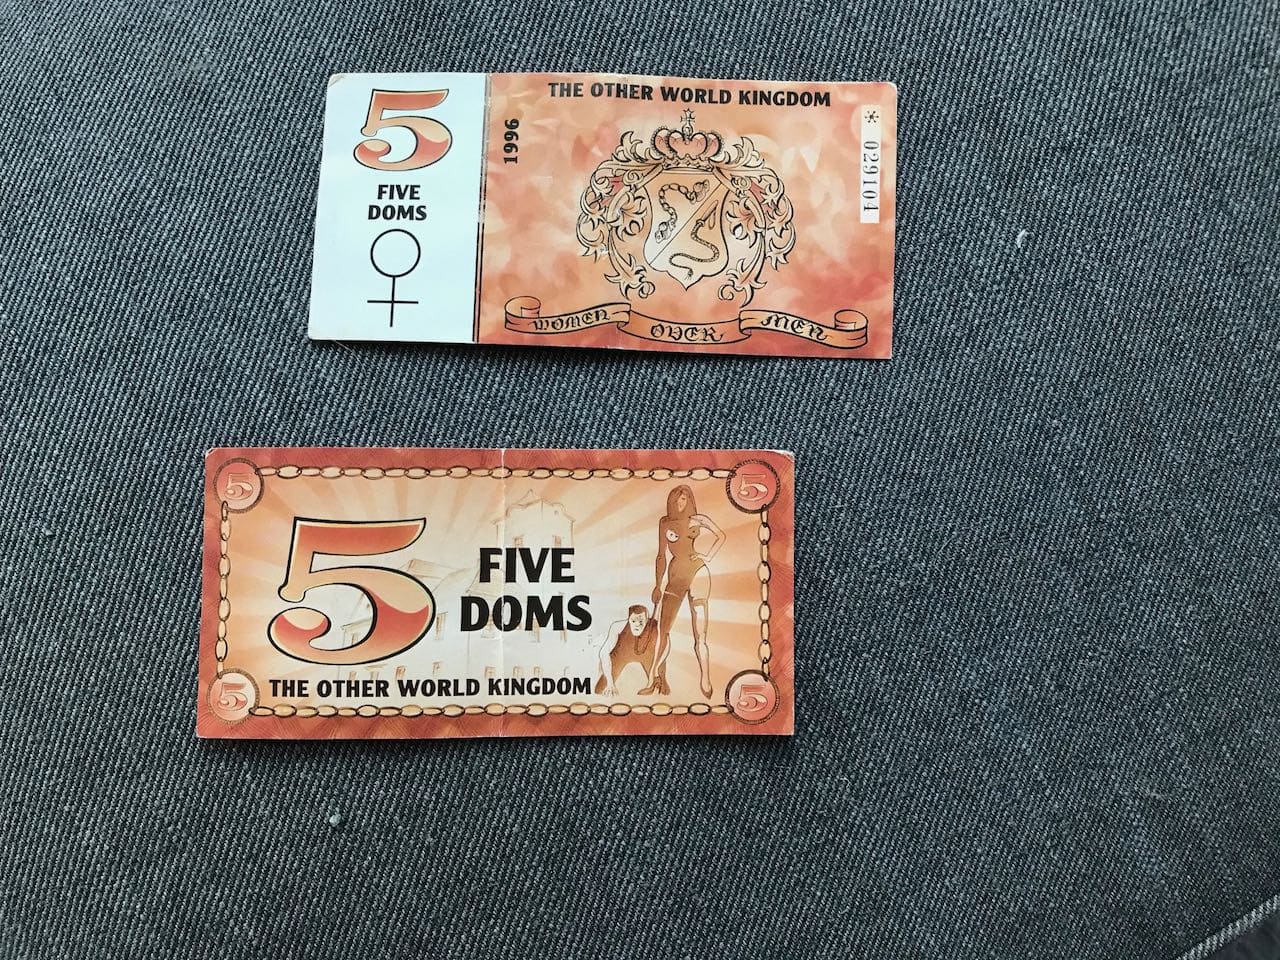 5
FIVE
DOMS
1996
THE OTHER WORLD KINGDOM
* 029104
WOMEN OVER MEN
5
5
5
FIVE
DOMS
THE OTHER WORLD KINGDOM
5
5